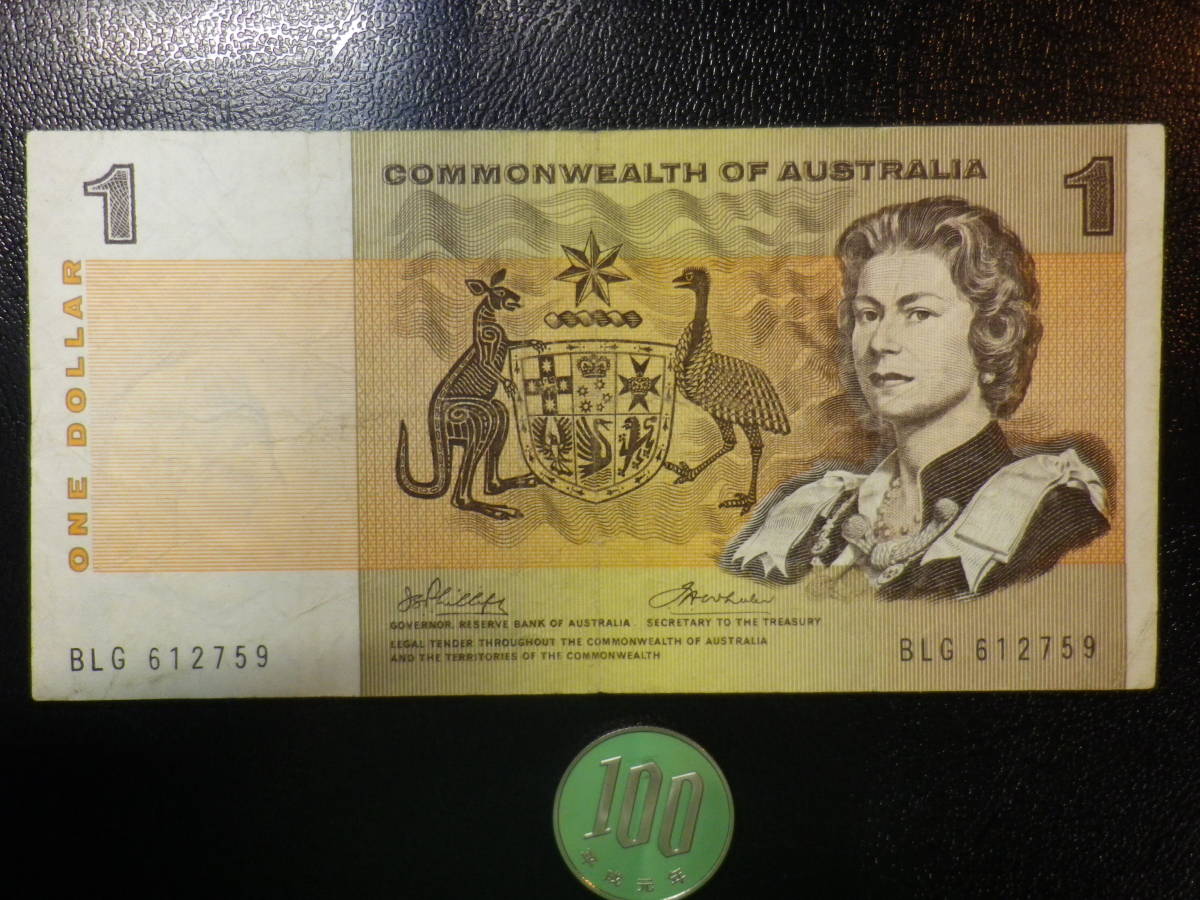 COMMONWEALTH OF AUSTRALIA
1
1
ONE DOLLAR
GOVERNOR, RESERVE BANK OF AUSTRALIA. SECRETARY TO THE TREASURY
LEGAL TENDER THROUGHOUT THE COMMONWEALTH OF AUSTRALIA
AND THE TERRITORIES OF THE COMMONWEALTH
BLG 612759
BLG 612759
100
平成元年